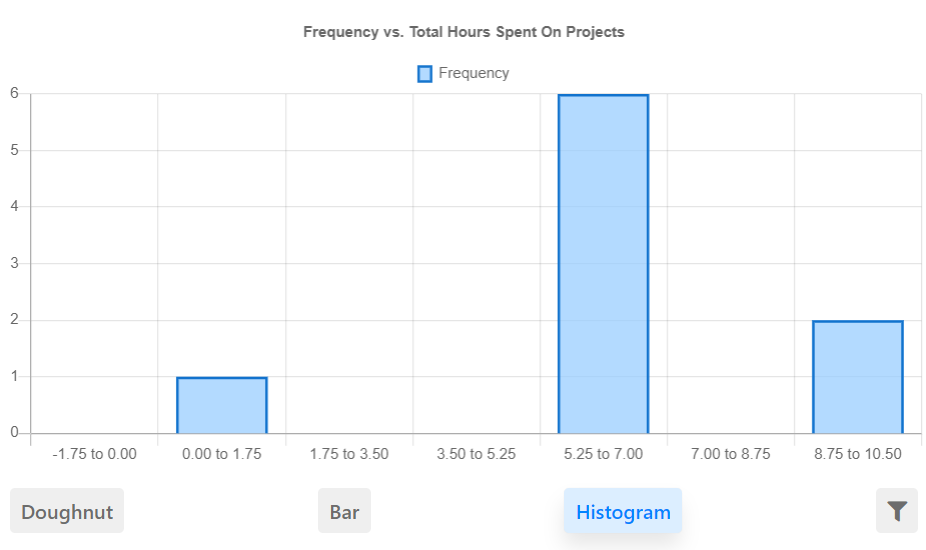 Frequency vs. Total Hours Spent On Projects
Frequency
6
5
4
3
2
1
0
-1.75 to 0.00 0.00 to 1.75 1.75 to 3.50 3.50 to 5.25 5.25 to 7.00 7.00 to 8.75 8.75 to 10.50
Doughnut Bar Histogram